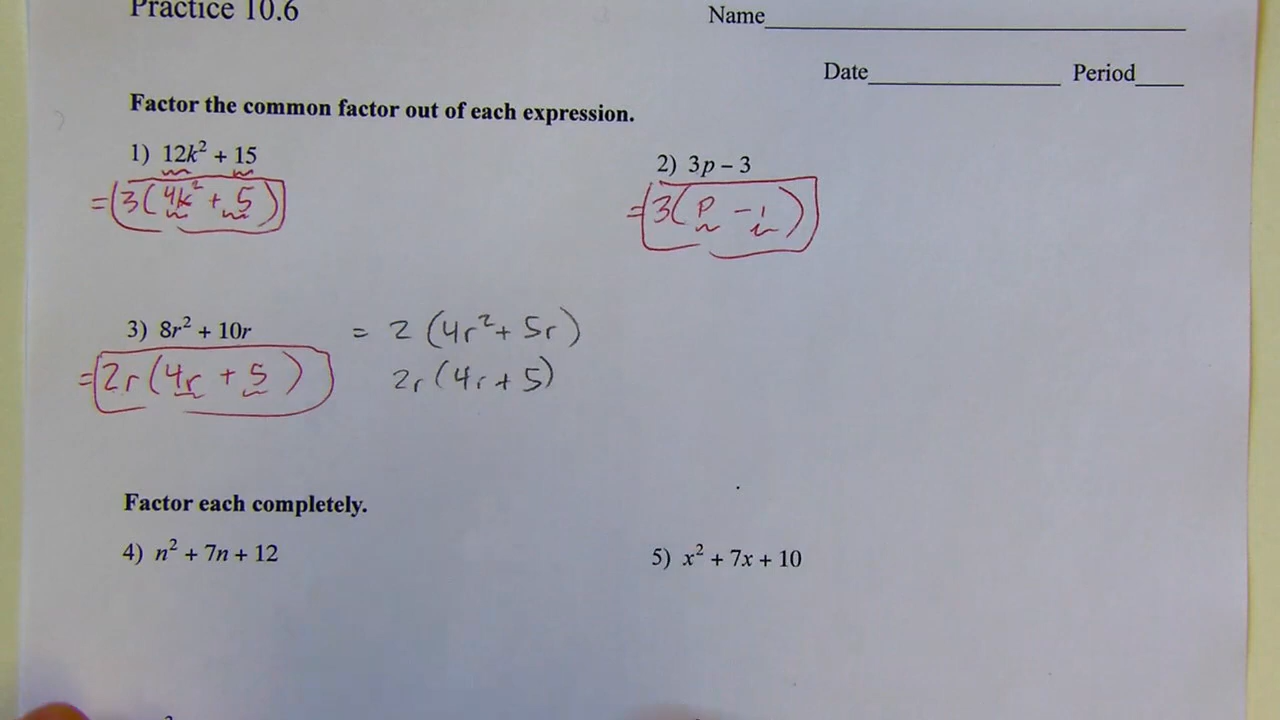 Practice 10.6
Name
Date Period
Factor the common factor out of each expression.
1) 12k² + 15
= 3(4k² + 5)
2) 3p – 3
= 3(p – 1)
3) 8r² + 10r = 2(4r² + 5r)
= 2r(4r + 5) 2r(4r + 5)
Factor each completely.
4) n² + 7n + 12
5) x² + 7x + 10